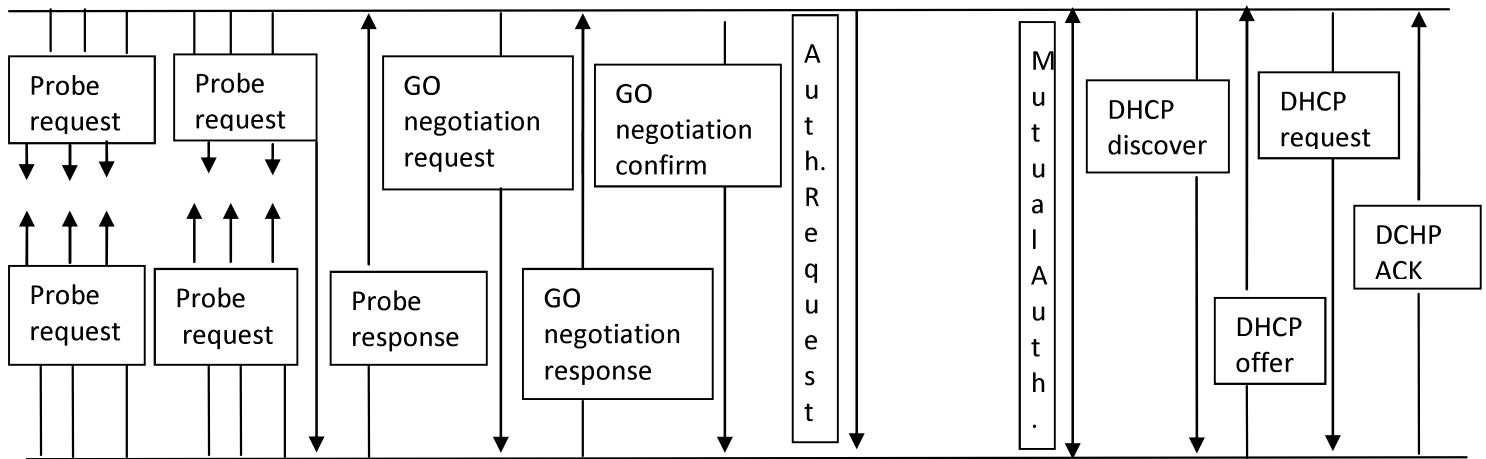 Probe
request
Probe
request
Probe
request
Probe
request
Probe
response
GO
negotiation
request
GO
negotiation
response
GO
negotiation
confirm
A
u
t
h.
R
e
q
u
e
s
t
M
u
t
u
a
l
A
u
t
h
.
DHCP
discover
DHCP
offer
DHCP
request
DCHP
ACK